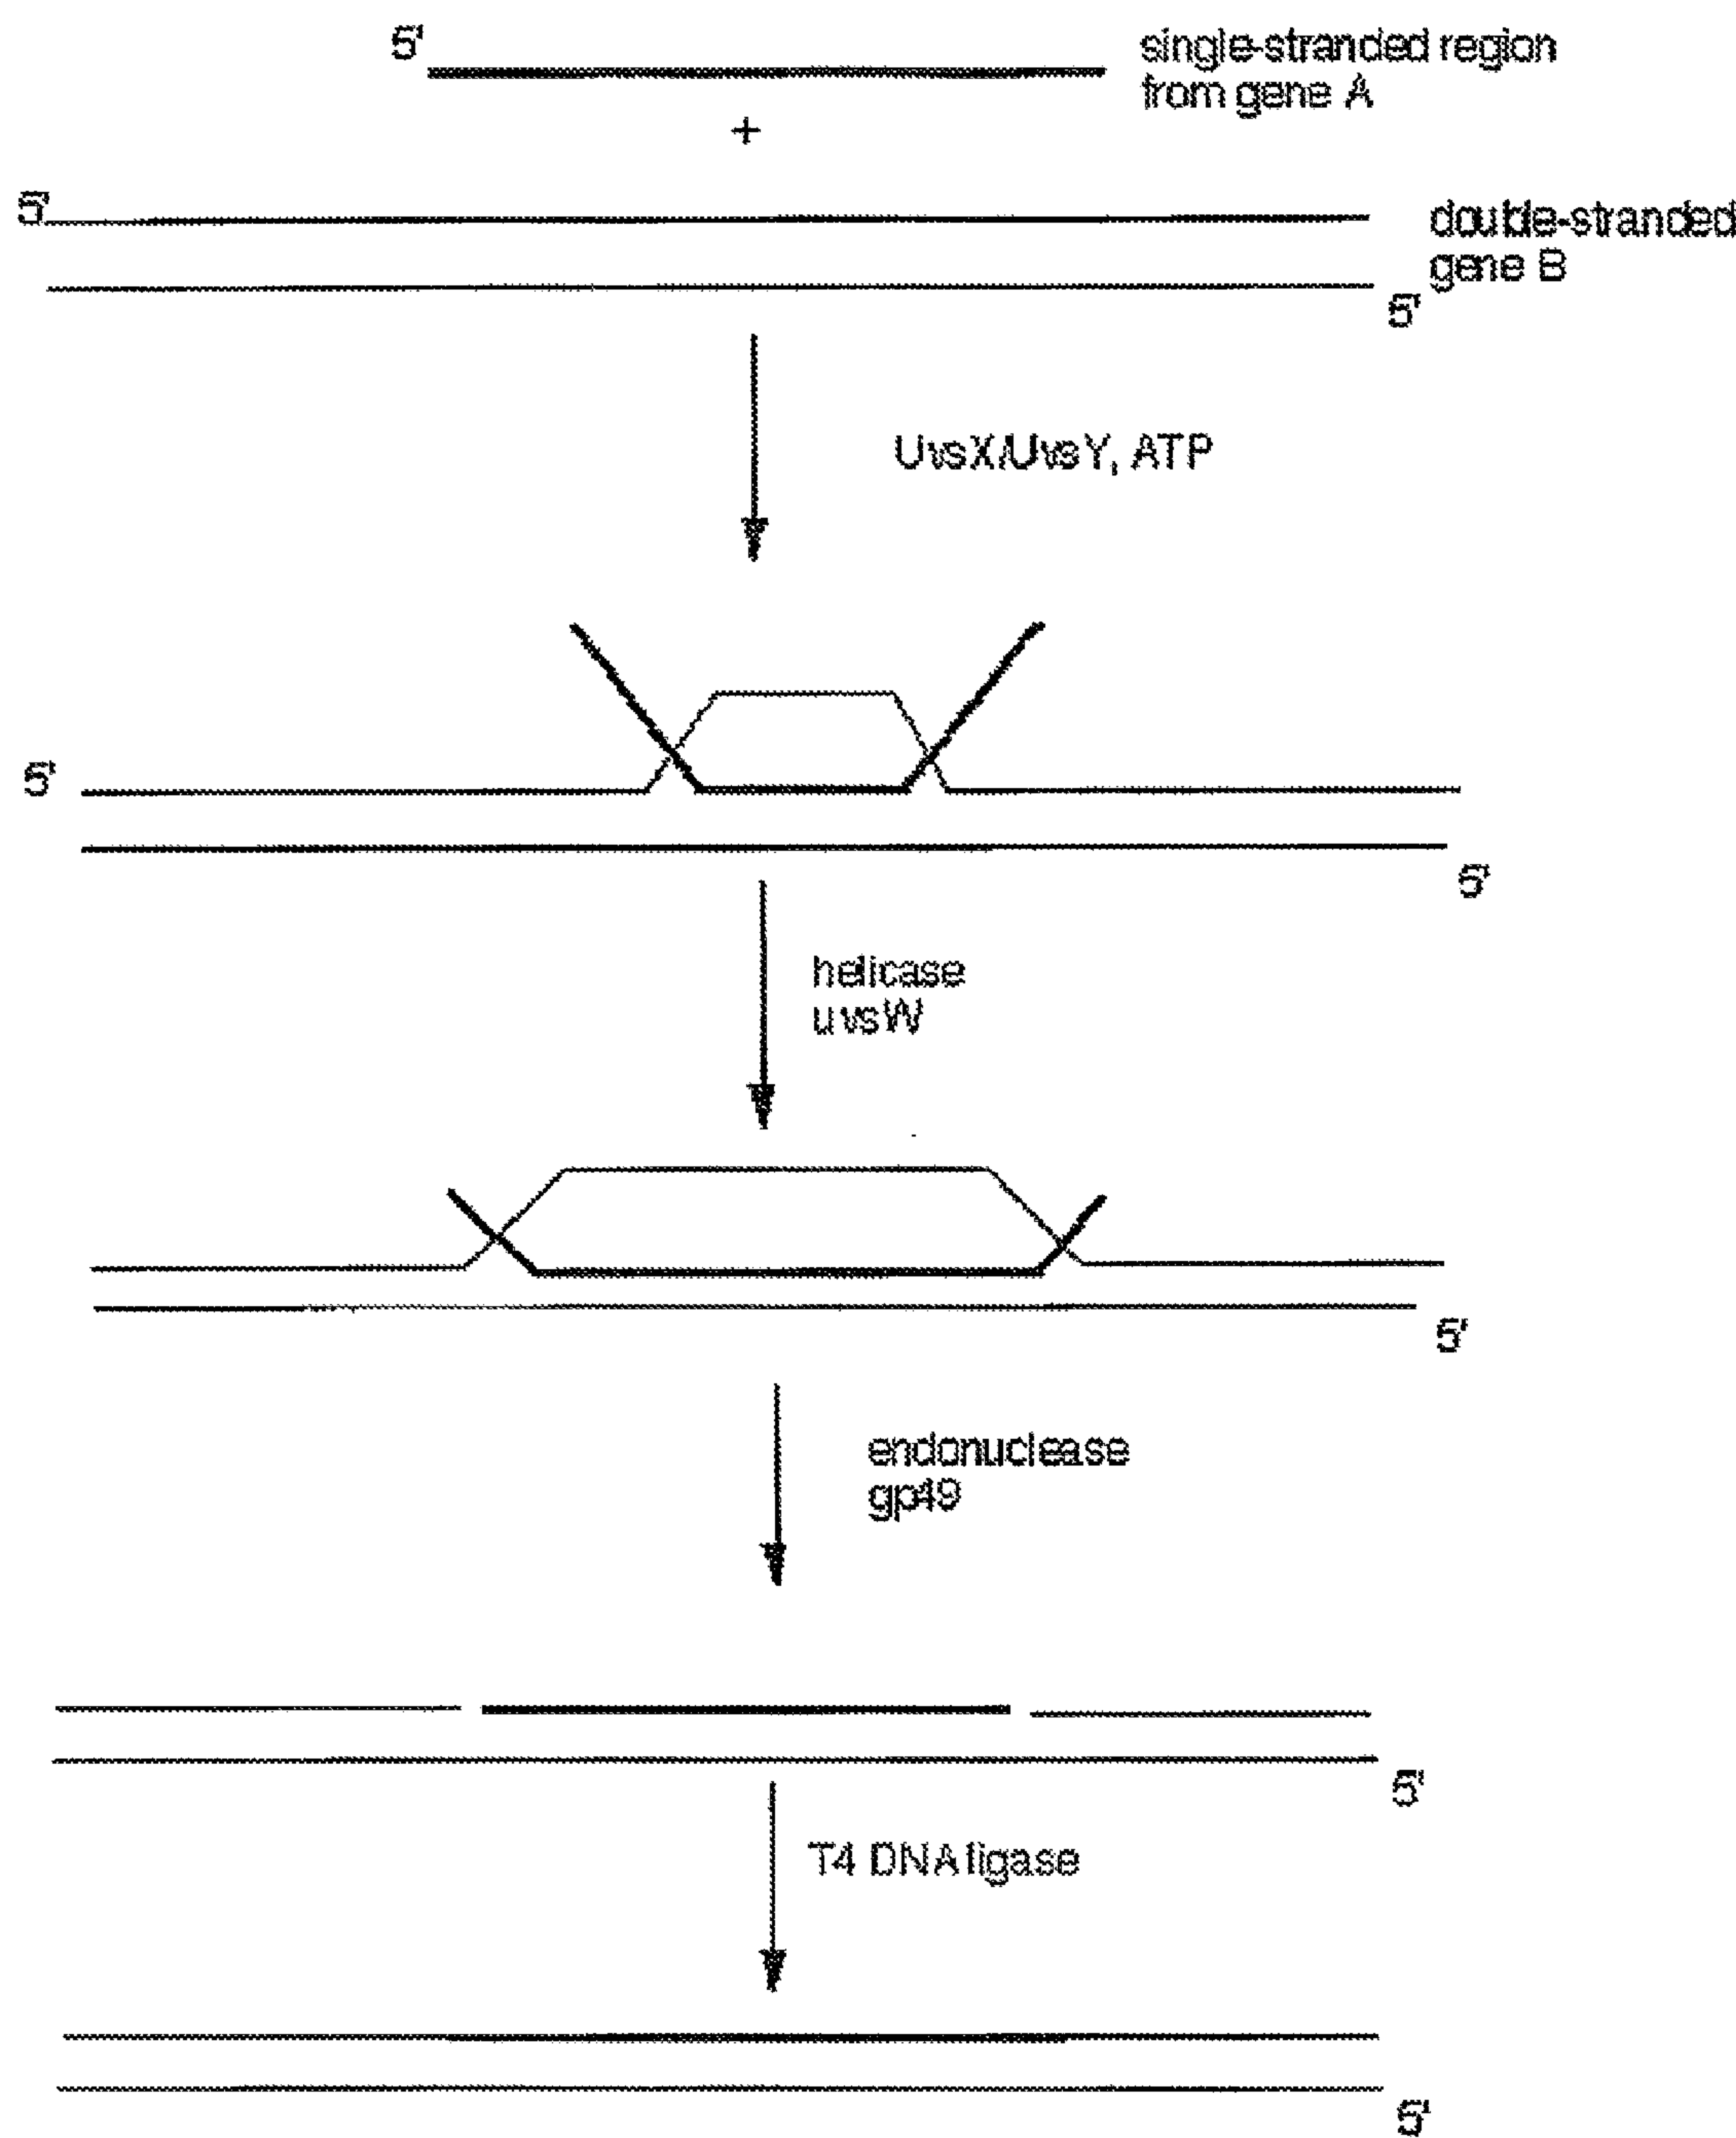 5'
single-stranded region
from gene A
+
5'
double-stranded
gene B
5'
UvsX/UvsY, ATP
5'
5'
helicase
uvsW
5'
endonuclease
gp49
5'
T4 DNA ligase
5'